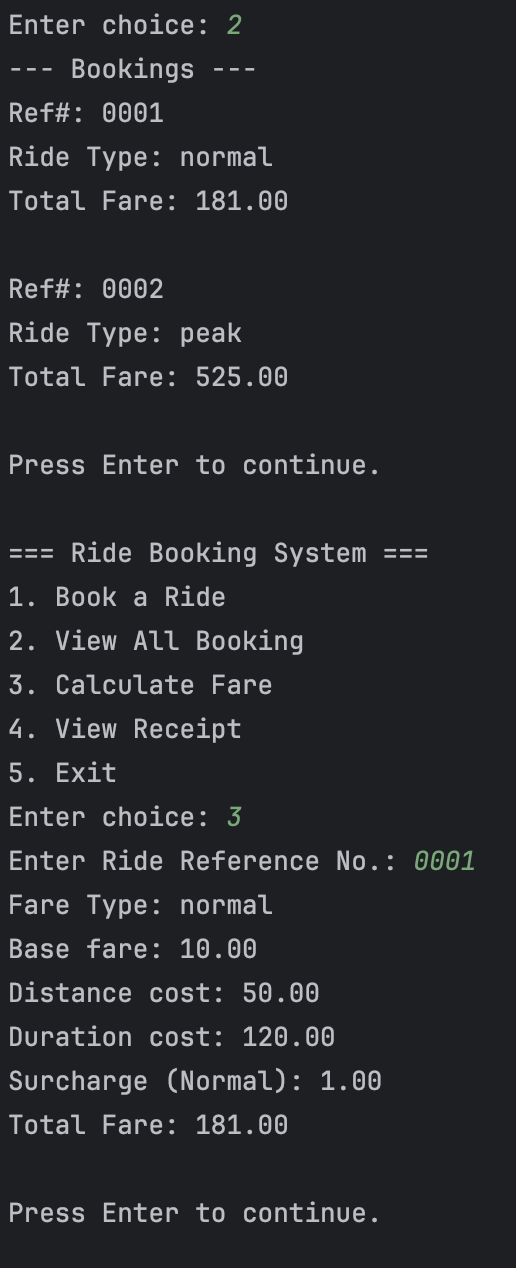 Enter choice: 2
--- Bookings ---
Ref#: 0001
Ride Type: normal
Total Fare: 181.00

Ref#: 0002
Ride Type: peak
Total Fare: 525.00

Press Enter to continue.

=== Ride Booking System ===
1. Book a Ride
2. View All Booking
3. Calculate Fare
4. View Receipt
5. Exit
Enter choice: 3
Enter Ride Reference No.: 0001
Fare Type: normal
Base fare: 10.00
Distance cost: 50.00
Duration cost: 120.00
Surcharge (Normal): 1.00
Total Fare: 181.00

Press Enter to continue.